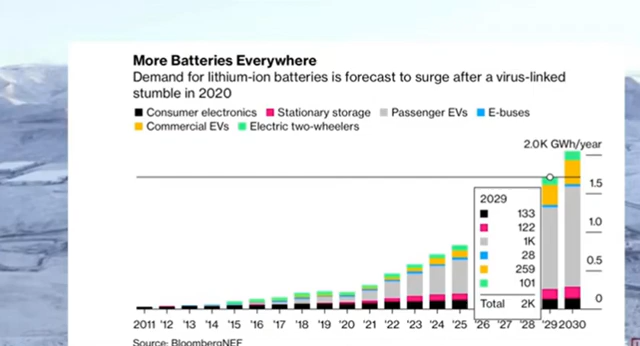 More Batteries Everywhere
Demand for lithium-ion batteries is forecast to surge after a virus-linked
stumble in 2020
Consumer electronics Stationary storage Passenger EVs E-buses
Commercial EVs Electric two-wheelers
2.0K GWh/year
1.5
1.0
0.5
0
2029
133
122
1K
28
259
101
Total 2K
2011 '12 '13 '14 '15 '16 '17 '18 '19 '20 '21 '22 '23 '24 '25 '26 '27 '28 '29 2030
Source: BloombergNEF